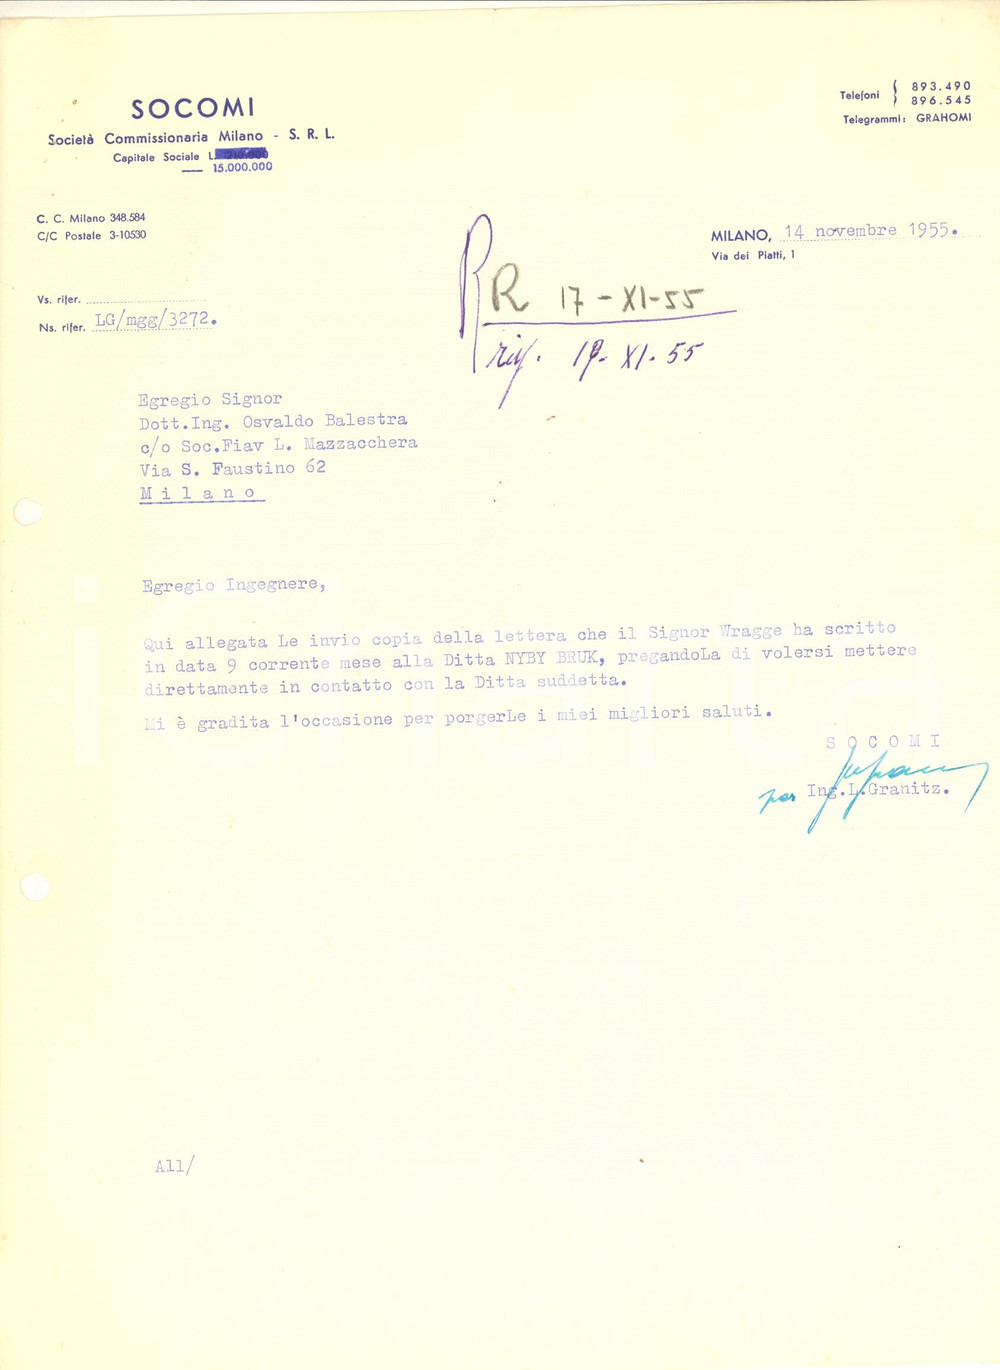 SOCOMI
Società Commissionaria Milano - S. R. L.
Capitale Sociale L.
15.000.000
Telefoni { 893.490
896.545
Telegrammi: GRAHOMI
C. C. Milano 348.584
C/C Postale 3-10530
MILANO, 14 novembre 1955.
Via dei Piatti, 1
Vs. rifer.
Ns. rifer. LG/mgg/3272.
R R 17-XI-55
19-XI-55
Egregio Signor
Dott.Ing. Osvaldo Balestra
c/o Soc.Fiav L. Mazzacchera
Via S. Faustino 62
M i l a n o
Egregio Ingegnere,
Qui allegata Le invio copia della lettera che il Signor Wragge ha scritto
in data 9 corrente mese alla Ditta NYBY BRUK, pregandoLa di volersi mettere
direttamente in contatto con la Ditta suddetta.
Mi è gradita l'occasione per porgerLe i miei migliori saluti.
S O C O M I
per Ing.L.Granitz.
All/